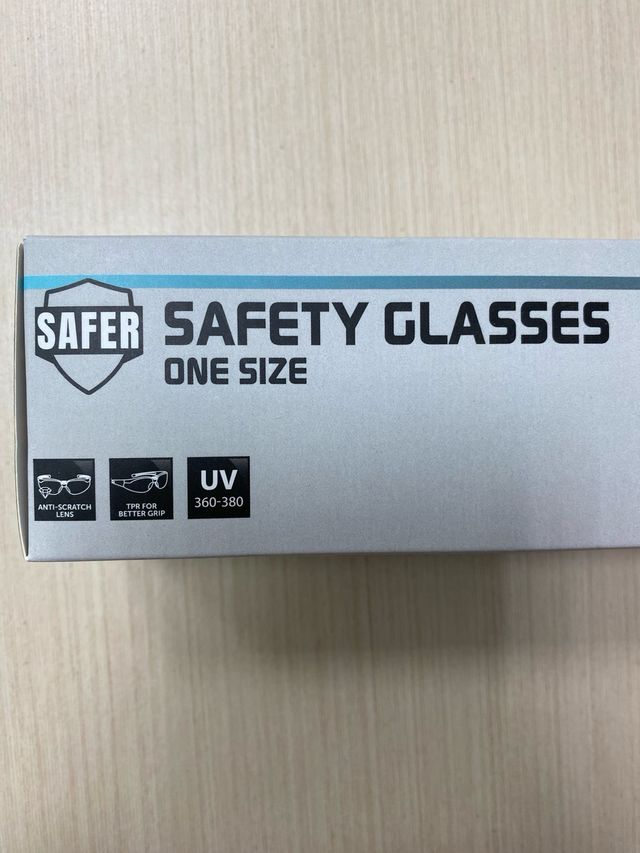 SAFER
SAFETY GLASSES
ONE SIZE
ANTI-SCRATCH
LENS
TPR FOR
BETTER GRIP
UV
360-380